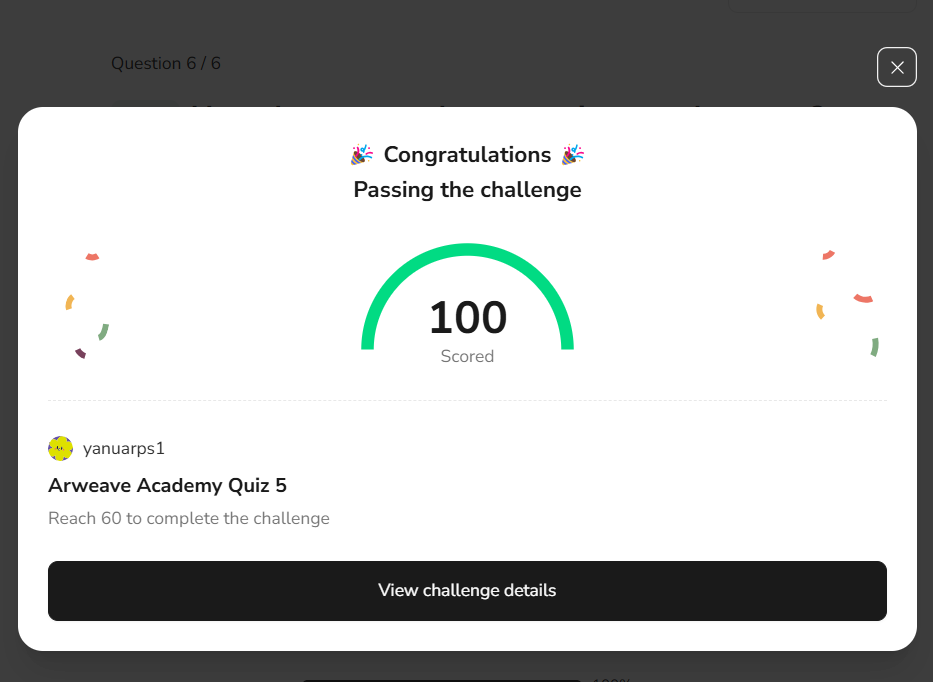 Question 6 / 6
Congratulations
Passing the challenge
100
Scored
yanuarps1
Arweave Academy Quiz 5
Reach 60 to complete the challenge
View challenge details